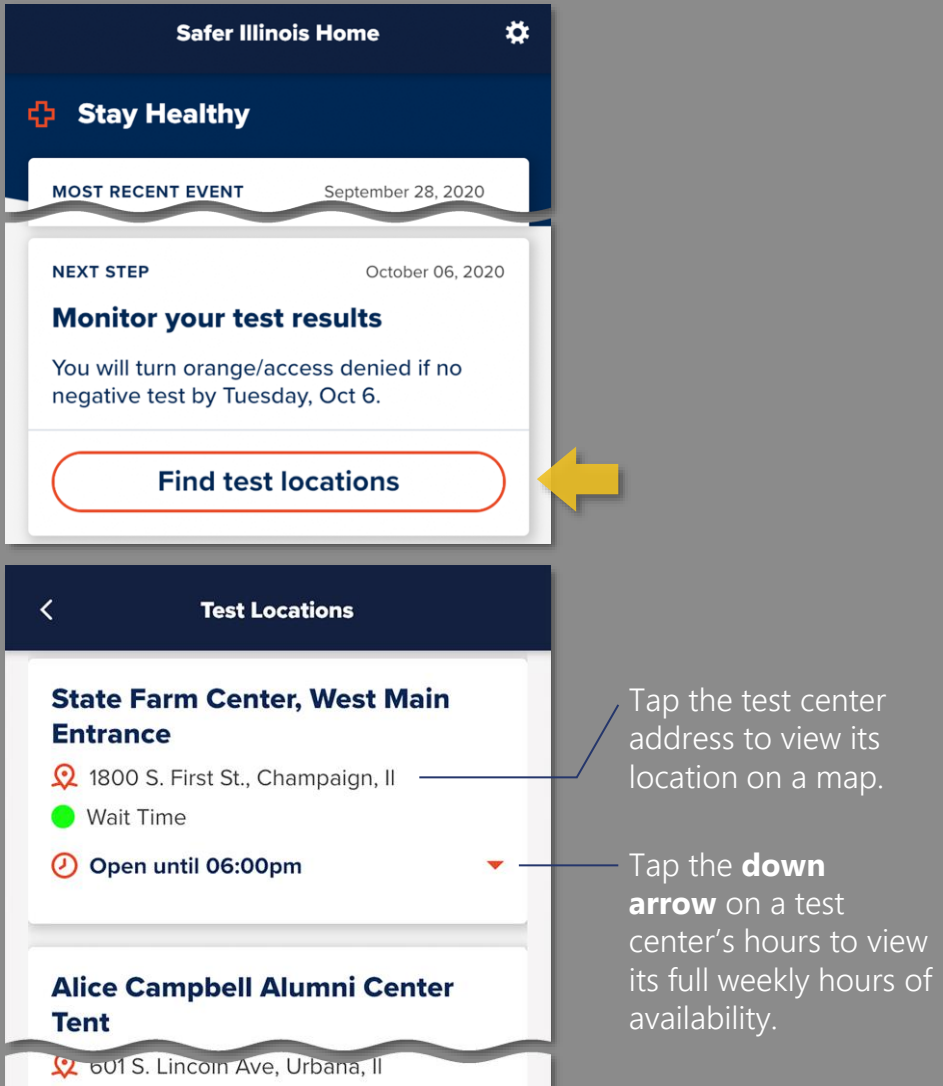 Safer Illinois Home
Stay Healthy
MOST RECENT EVENT September 28, 2020
NEXT STEP October 06, 2020
Monitor your test results
You will turn orange/access denied if no
negative test by Tuesday, Oct 6.
Find test locations
Test Locations
State Farm Center, West Main
Entrance
1800 S. First St., Champaign, Il
Wait Time
Open until 06:00pm
Tap the test center
address to view its
location on a map.
Tap the down
arrow on a test
center’s hours to view
its full weekly hours of
availability.
Alice Campbell Alumni Center
Tent
601 S. Lincoln Ave, Urbana, Il